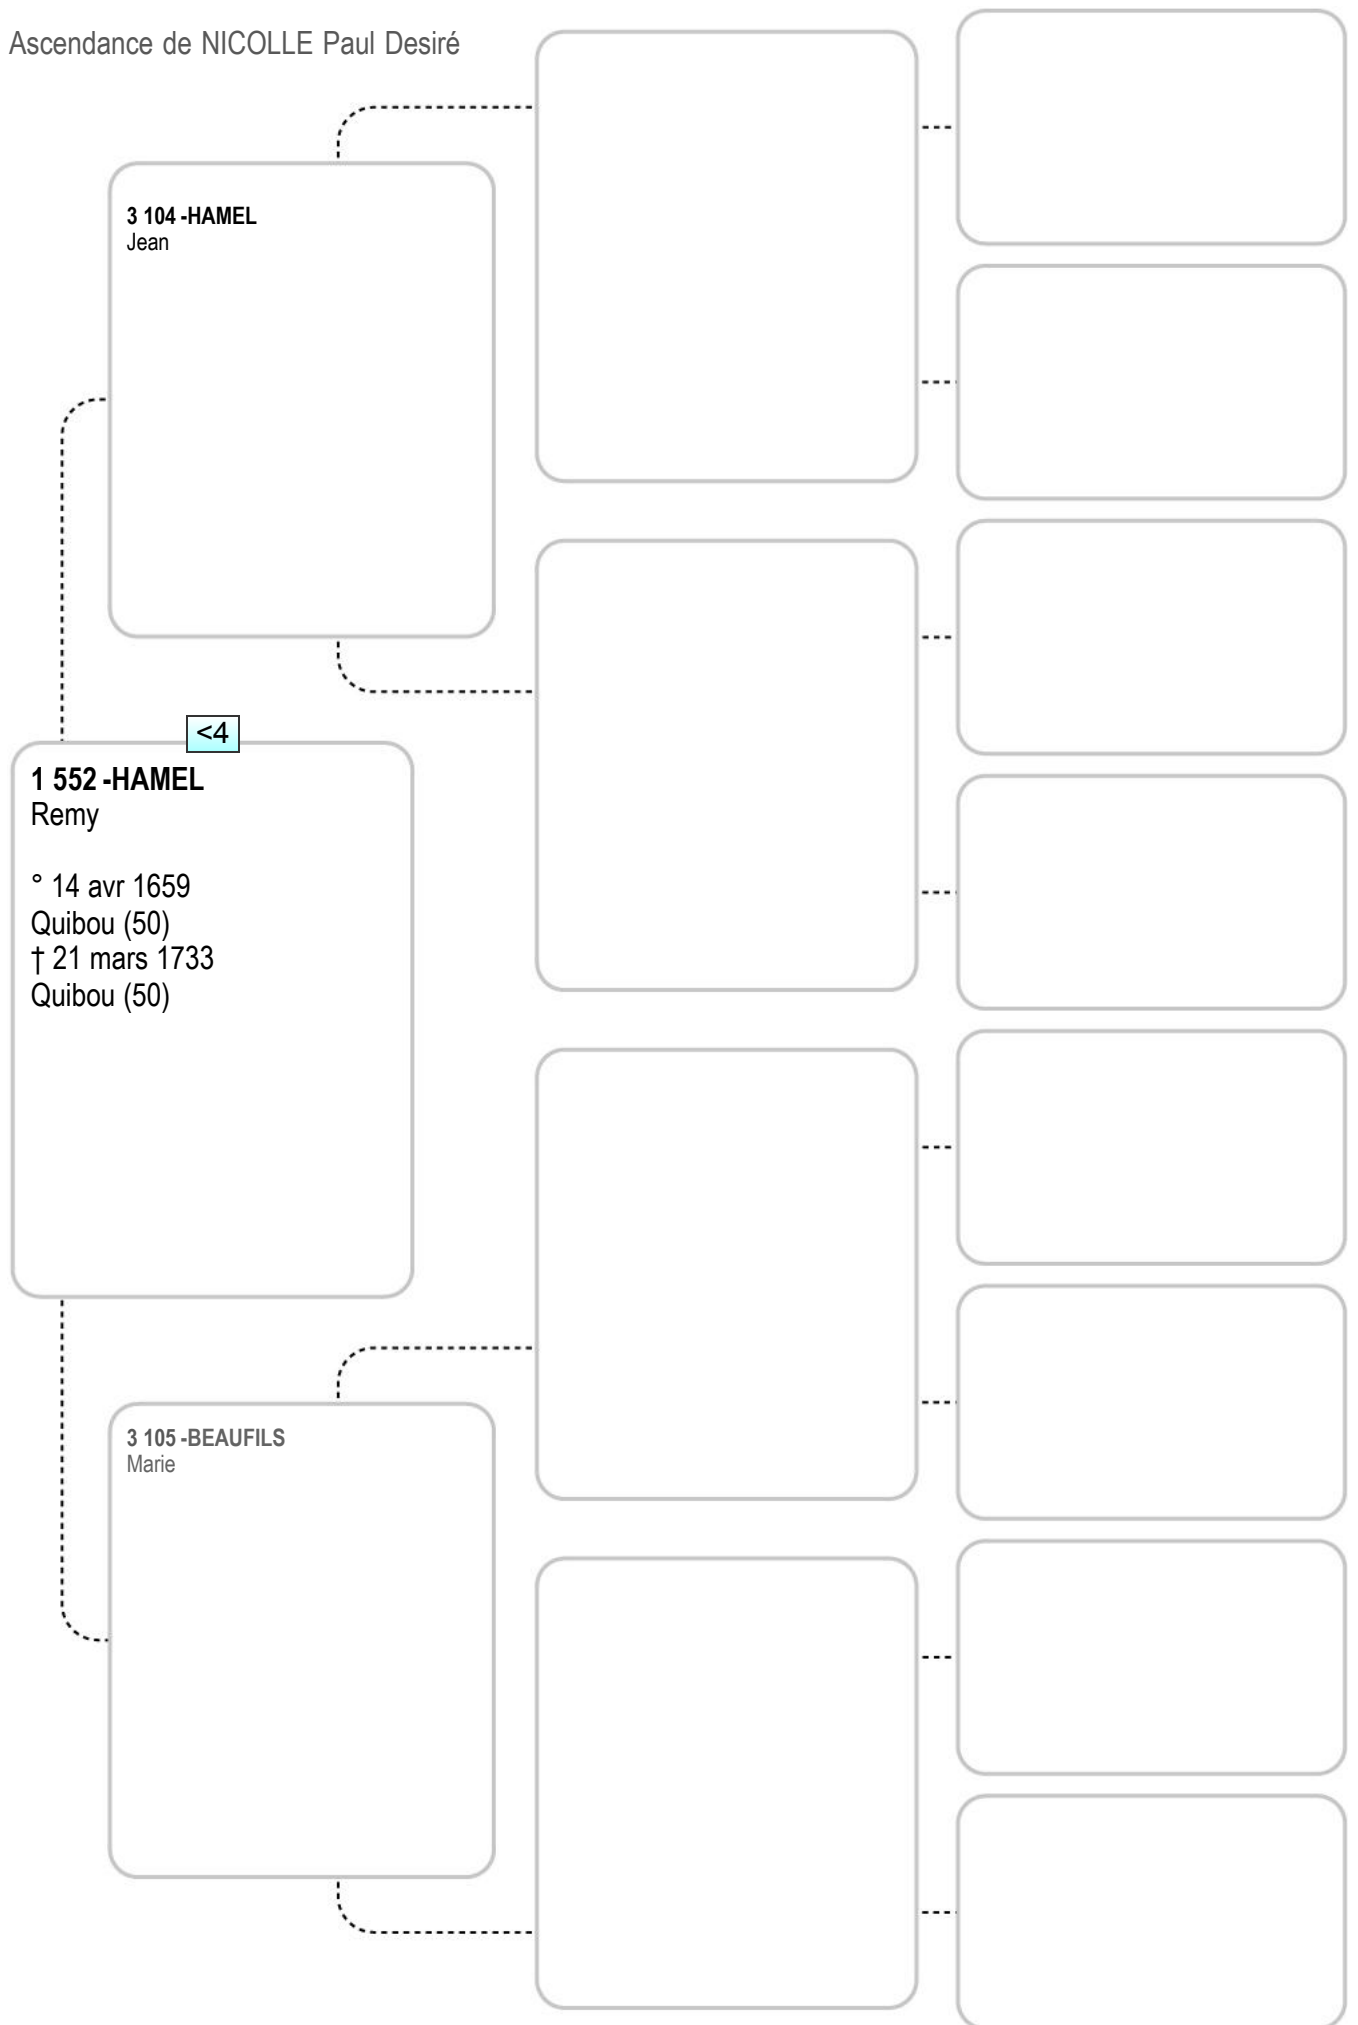 Ascendance de NICOLLE Paul Desiré
3 104 -HAMEL
Jean
<4
1 552 -HAMEL
Remy
° 14 avr 1659
Quibou (50)
† 21 mars 1733
Quibou (50)
3 105 -BEAUFILS
Marie